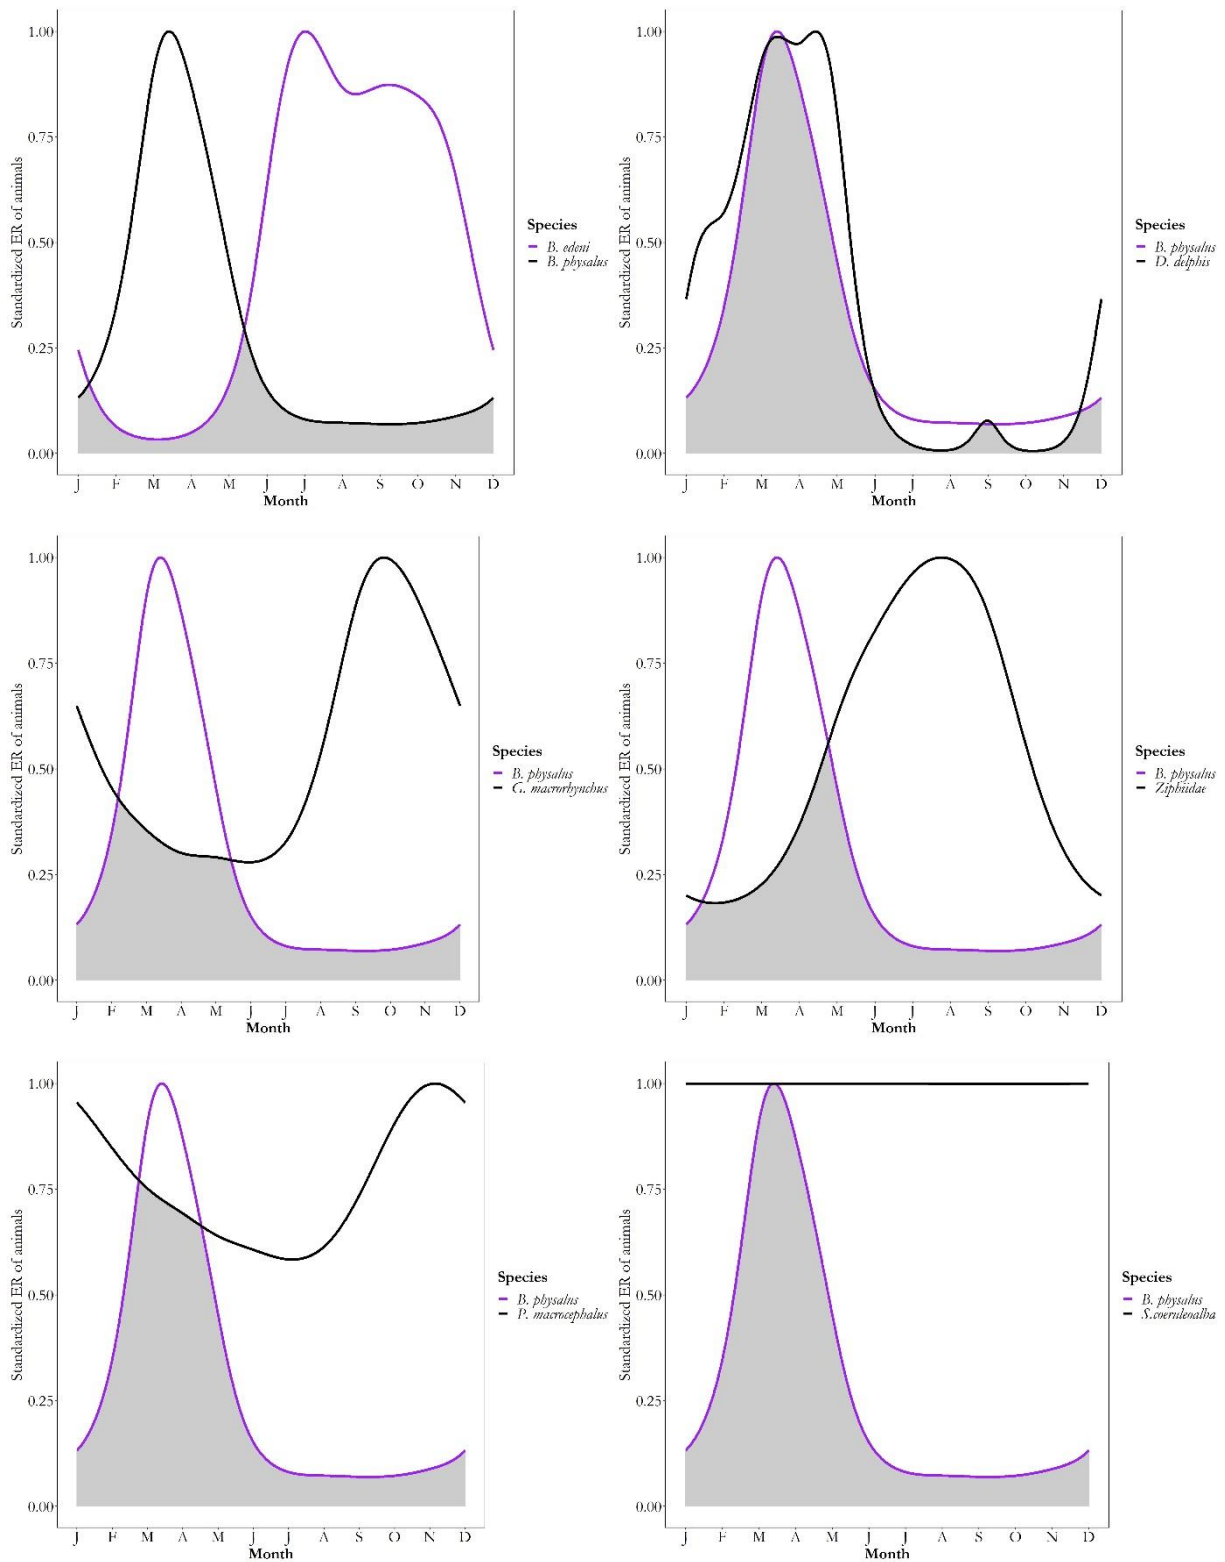 Standardized ER of animals
1.00
0.75
0.50
0.25
0.00
J F M A M J J A S O N D
Month
Species
B. edeni
B. physalus
Standardized ER of animals
1.00
0.75
0.50
0.25
0.00
J F M A M J J A S O N D
Month
Species
B. physalus
D. delphis
Standardized ER of animals
1.00
0.75
0.50
0.25
0.00
J F M A M J J A S O N D
Month
Species
B. physalus
G. macrorhynchus
Standardized ER of animals
1.00
0.75
0.50
0.25
0.00
J F M A M J J A S O N D
Month
Species
B. physalus
Ziphiidae
Standardized ER of animals
1.00
0.75
0.50
0.25
0.00
J F M A M J J A S O N D
Month
Species
B. physalus
P. macrocephalus
Standardized ER of animals
1.00
0.75
0.50
0.25
0.00
J F M A M J J A S O N D
Month
Species
B. physalus
S.coeruleoalba